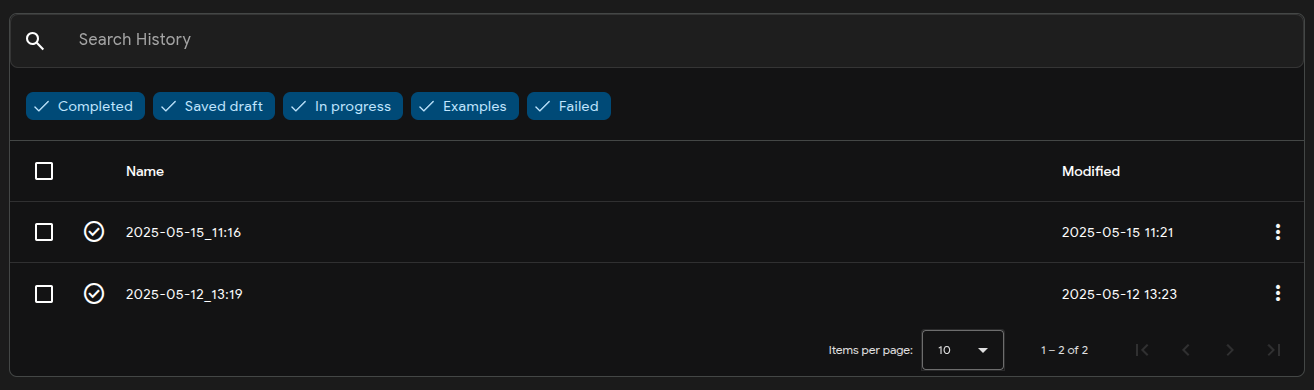 Search History
Completed Saved draft In progress Examples Failed
Name Modified
2025-05-15_11:16 2025-05-15 11:21
2025-05-12_13:19 2025-05-12 13:23
Items per page: 10 1 – 2 of 2